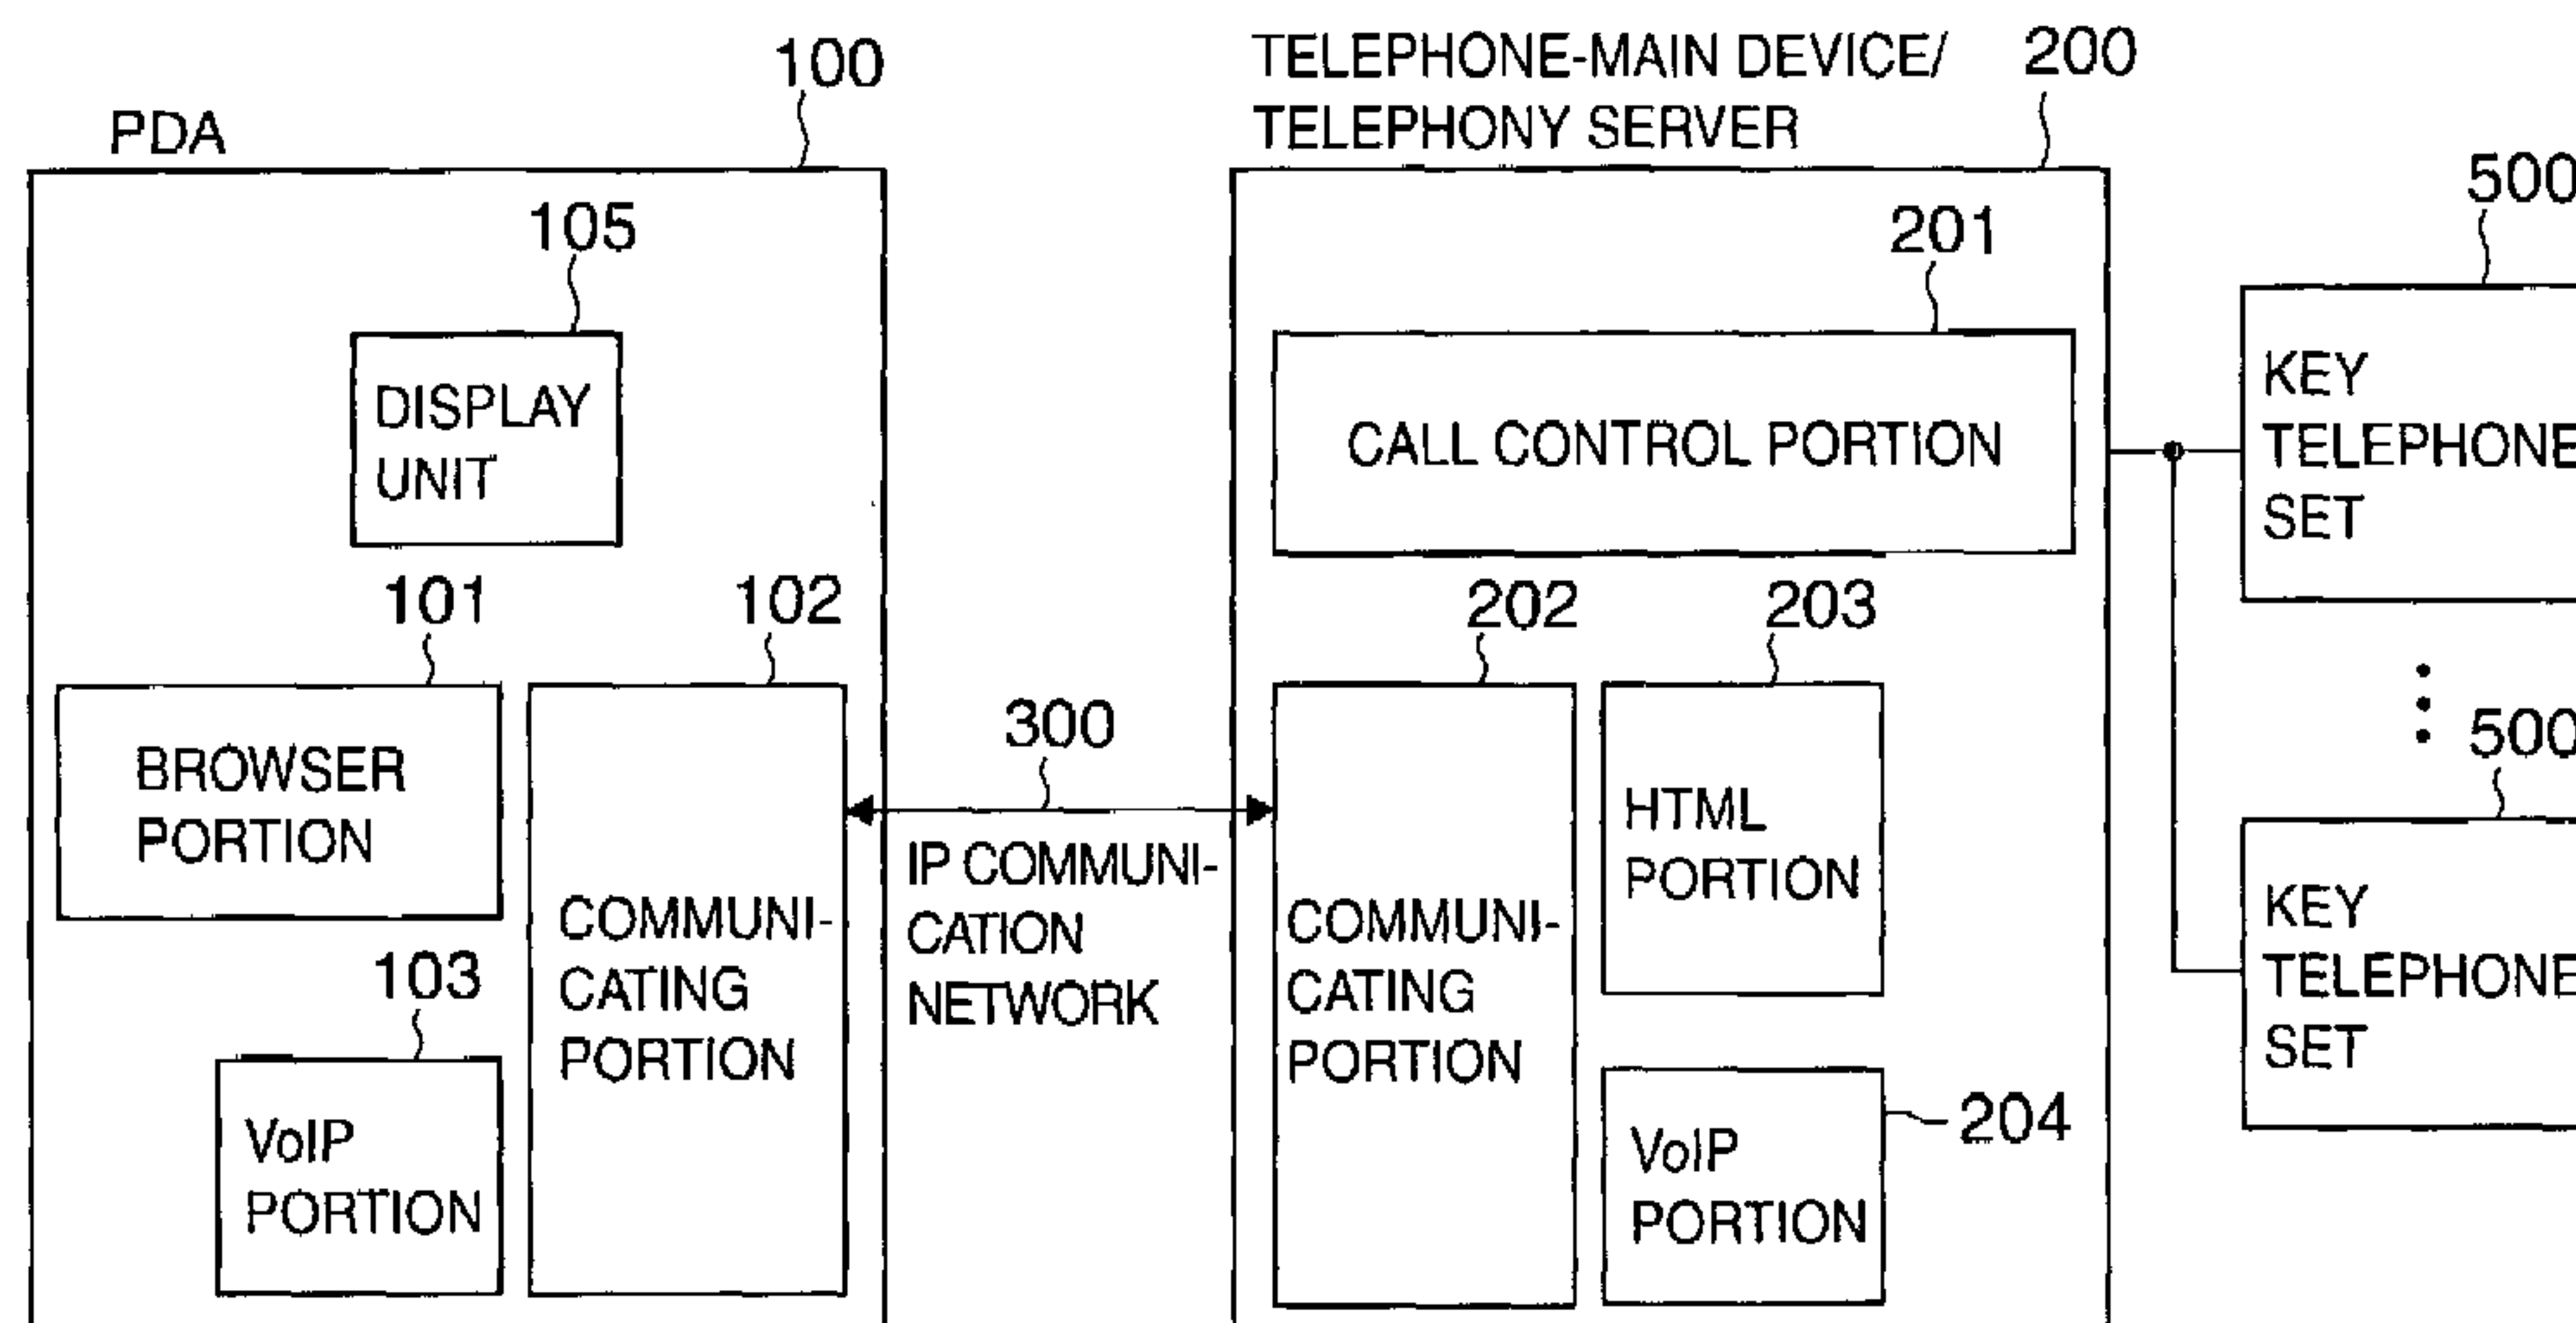 100
PDA
105
DISPLAY
UNIT
101
102
BROWSER
PORTION
COMMUNI-
CATING
PORTION
103
VoIP
PORTION
300
IP COMMUNI-
CATION
NETWORK
TELEPHONE-MAIN DEVICE/
TELEPHONY SERVER
200
201
CALL CONTROL PORTION
202
203
COMMUNI-
CATING
PORTION
HTML
PORTION
VoIP
PORTION
204
500
KEY
TELEPHONE
SET
500
KEY
TELEPHONE
SET